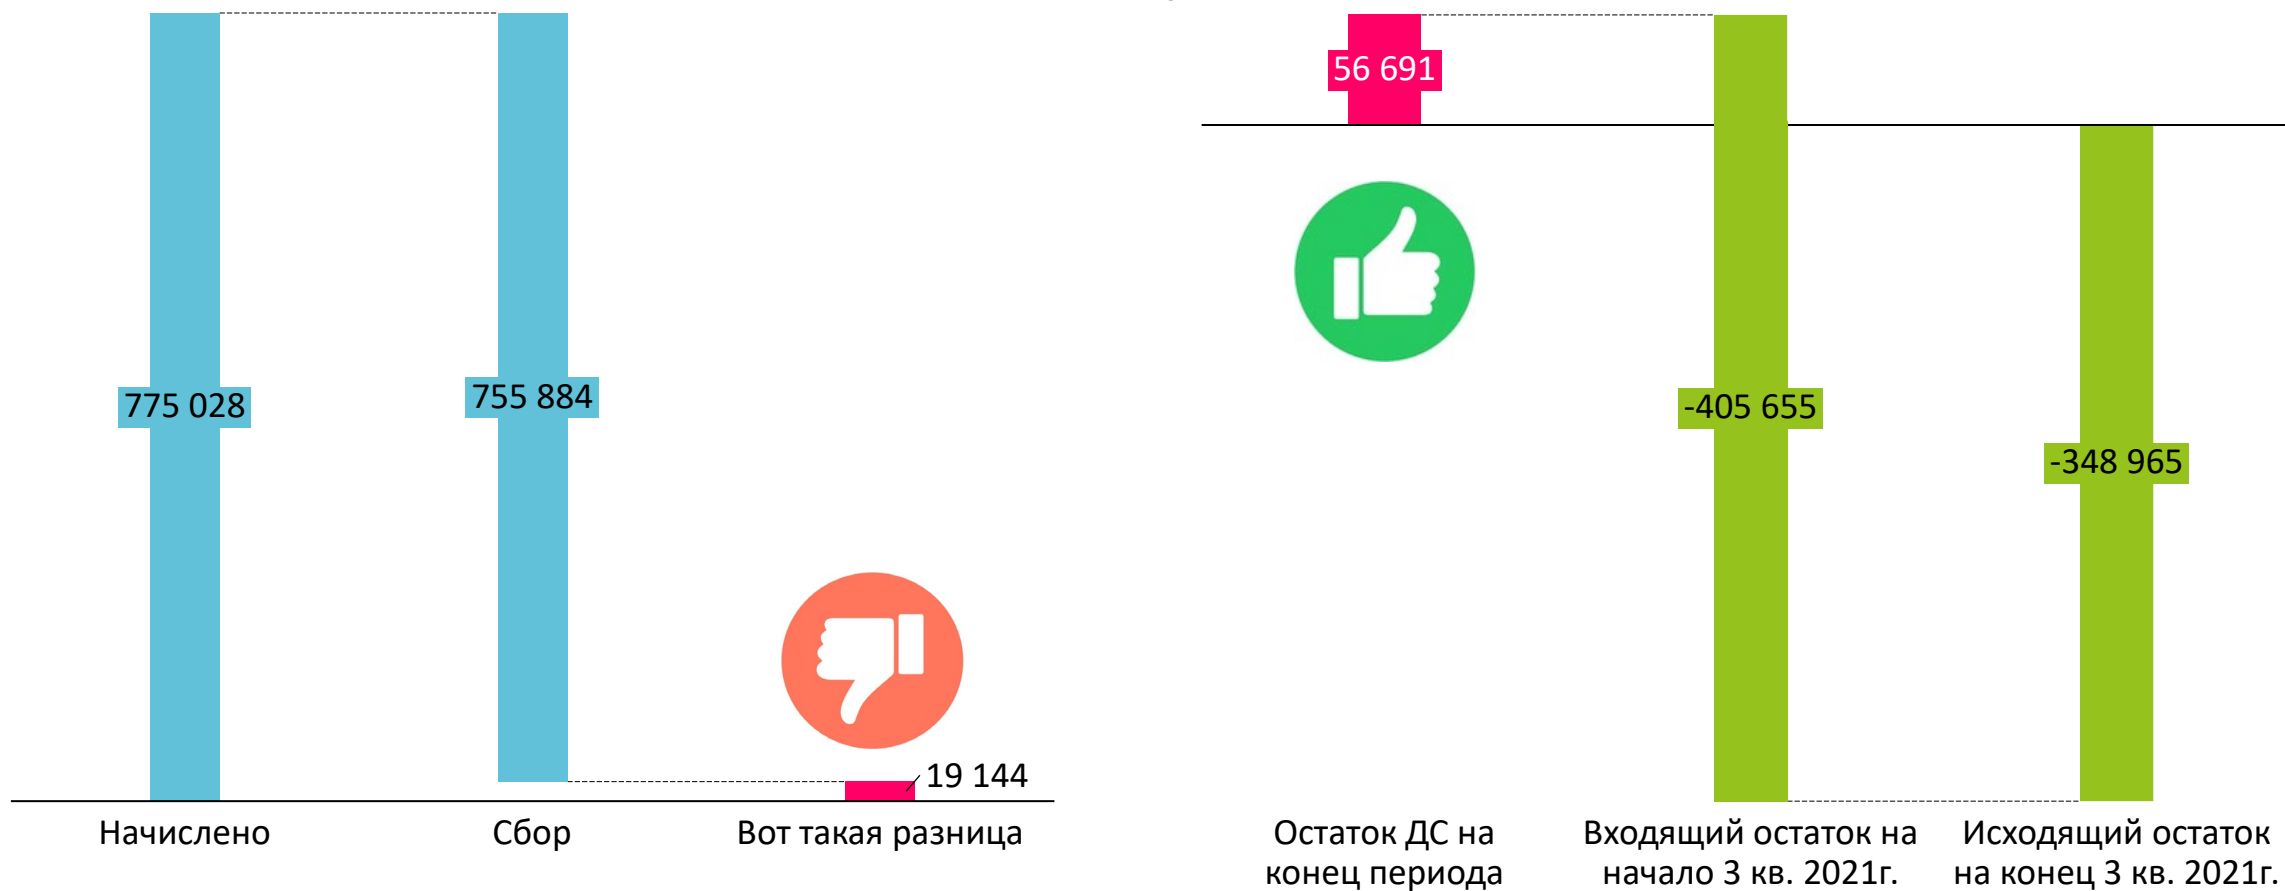 775 028
755 884
19 144
Начислено
Сбор
Вот такая разница
56 691
-405 655
-348 965
Остаток ДС на
конец периода
Входящий остаток на
начало 3 кв. 2021г.
Исходящий остаток
на конец 3 кв. 2021г.